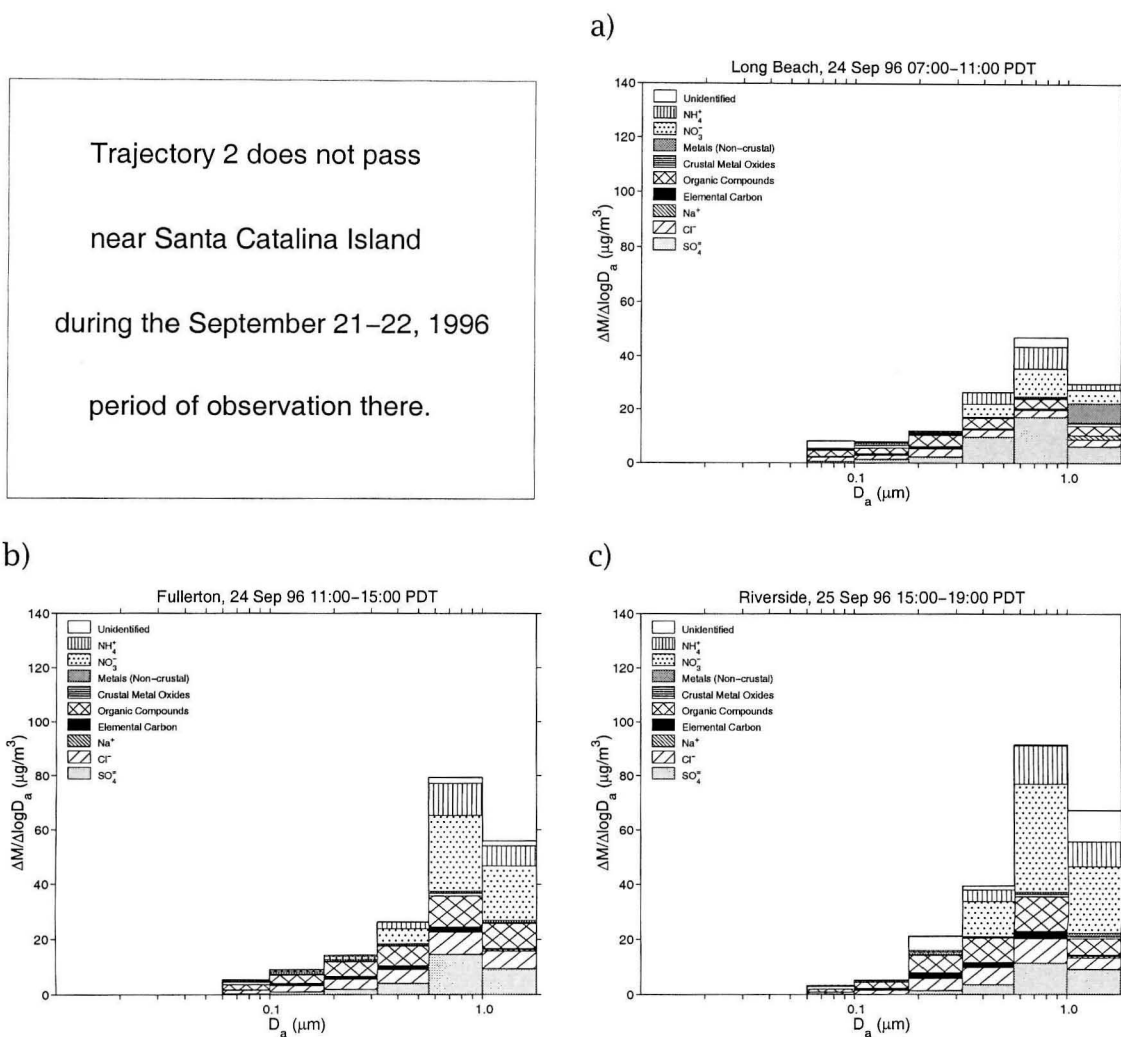 Trajectory 2 does not pass
near Santa Catalina Island
during the September 21–22, 1996
period of observation there.
a)
Long Beach, 24 Sep 96 07:00–11:00 PDT
140
120
100
80
60
40
20
0
ΔM/ΔlogD_a (μg/m³)
Unidentified
NH₄⁺
NO₃⁻
Metals (Non–crustal)
Crustal Metal Oxides
Organic Compounds
Elemental Carbon
Na⁺
Cl⁻
SO₄⁼
0.1
1.0
D_a (μm)
b)
Fullerton, 24 Sep 96 11:00–15:00 PDT
140
120
100
80
60
40
20
0
ΔM/ΔlogD_a (μg/m³)
Unidentified
NH₄⁺
NO₃⁻
Metals (Non–crustal)
Crustal Metal Oxides
Organic Compounds
Elemental Carbon
Na⁺
Cl⁻
SO₄⁼
0.1
1.0
D_a (μm)
c)
Riverside, 25 Sep 96 15:00–19:00 PDT
140
120
100
80
60
40
20
0
ΔM/ΔlogD_a (μg/m³)
Unidentified
NH₄⁺
NO₃⁻
Metals (Non–crustal)
Crustal Metal Oxides
Organic Compounds
Elemental Carbon
Na⁺
Cl⁻
SO₄⁼
0.1
1.0
D_a (μm)